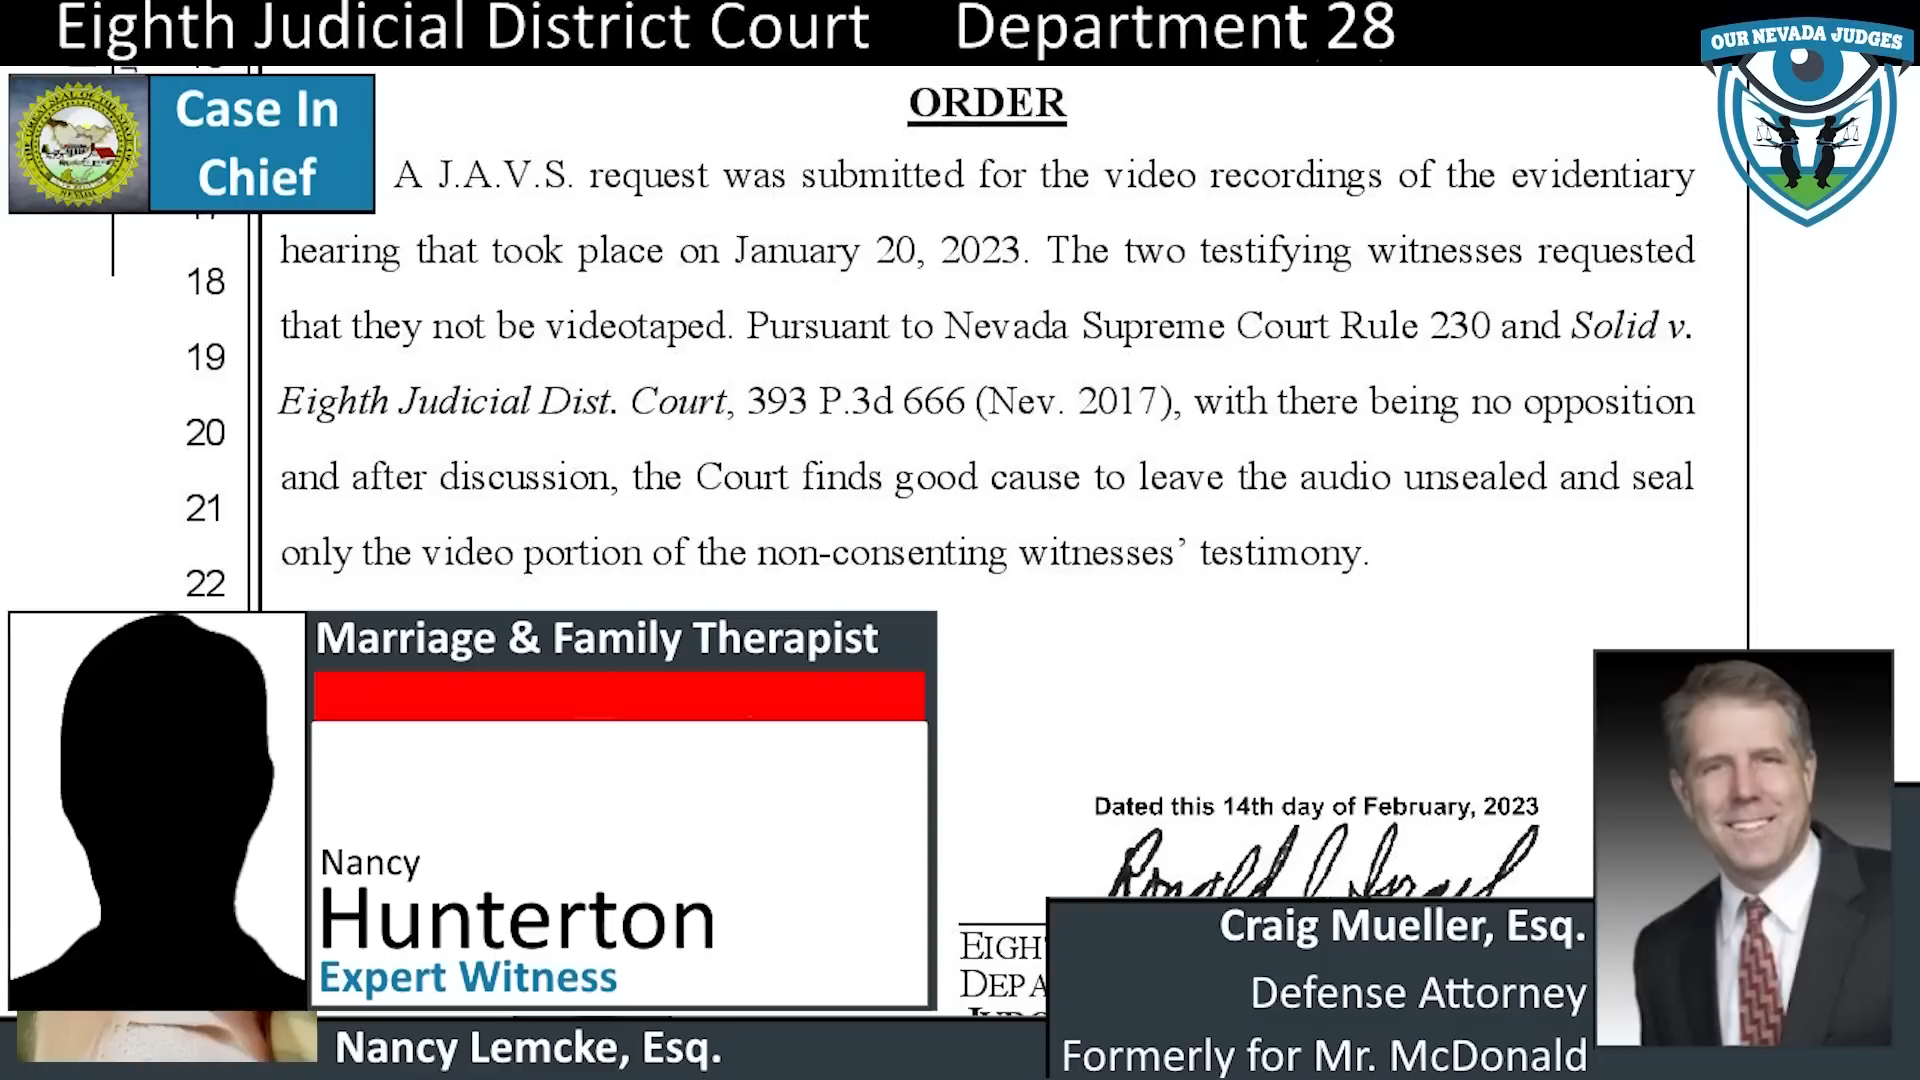 Eighth Judicial District Court Department 28
OUR NEVADA JUDGES
Case In
Chief
ORDER
A J.A.V.S. request was submitted for the video recordings of the evidentiary
hearing that took place on January 20, 2023. The two testifying witnesses requested
18
that they not be videotaped. Pursuant to Nevada Supreme Court Rule 230 and Solid v.
19
Eighth Judicial Dist. Court, 393 P.3d 666 (Nev. 2017), with there being no opposition
20
and after discussion, the Court finds good cause to leave the audio unsealed and seal
21
only the video portion of the non-consenting witnesses’ testimony.
22
Marriage & Family Therapist
Nancy
Hunterton
Expert Witness
Nancy Lemcke, Esq.
Dated this 14th day of February, 2023
Ronald J. Israel
EIGH
DEPA
Craig Mueller, Esq.
Defense Attorney
Formerly for Mr. McDonald